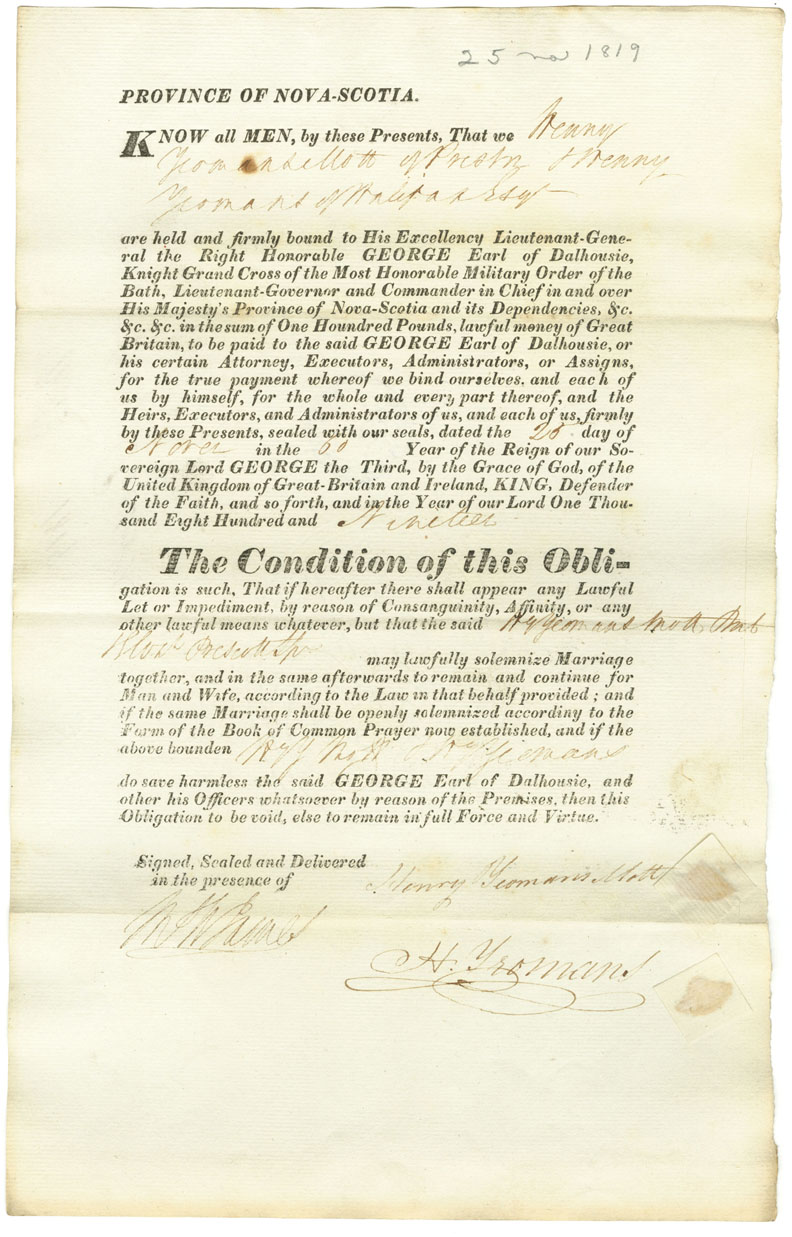 25 nov 1819
PROVINCE OF NOVA-SCOTIA.
KNOW all MEN, by these Presents, That we Henry
Yeomans Mott of Preston & Henry
Yeomans of Halifax Esqr
are held and firmly bound to His Excellency Lieutenant-Gene-
ral the Right Honorable GEORGE Earl of Dalhousie,
Knight Grand Cross of the Most Honorable Military Order of the
Bath, Lieutenant-Governor and Commander in Chief in and over
His Majesty's Province of Nova-Scotia and its Dependencies, &c.
&c. &c. in the sum of One Houndred Pounds, lawful money of Great
Britain, to be paid to the said GEORGE Earl of Dalhousie, or
his certain Attorney, Executors, Administrators, or Assigns,
for the true payment whereof we bind ourselves, and each of
us by himself, for the whole and every part thereof, and the
Heirs, Executors, and Administrators of us, and each of us, firmly
by these Presents, sealed with our seals, dated the 25 day of
Novr in the 60 Year of the Reign of our So-
vereign Lord GEORGE the Third, by the Grace of God, of the
United Kingdom of Great-Britain and Ireland, KING, Defender
of the Faith, and so forth, and in the Year of our Lord One Thou-
sand Eight Hundred and Nineteen
The Condition of this Obli-
gation is such, That if hereafter there shall appear any Lawful
Let or Impediment, by reason of Consanguinity, Affinity, or any
other lawful means whatever, but that the said Hy Yeomans Mott
Prescott Spr
may lawfully solemnize Marriage
together, and in the same afterwards to remain and continue for
Man and Wife, according to the Law in that behalf provided; and
if the same Marriage shall be openly solemnized accordiny to the
Form of the Book of Common Prayer now established, and if the
above bounden Hy Y Mott & Hy Yeomans
do save harmless the said GEORGE Earl of Dalhousie, and
other his Officers whatsoever by reason of the Premises, then this
Obligation to be void, else to remain in full Force and Virtue.
Signed, Sealed and Delivered
in the presence of
Henry Yeomans Mott
H. Yeomans